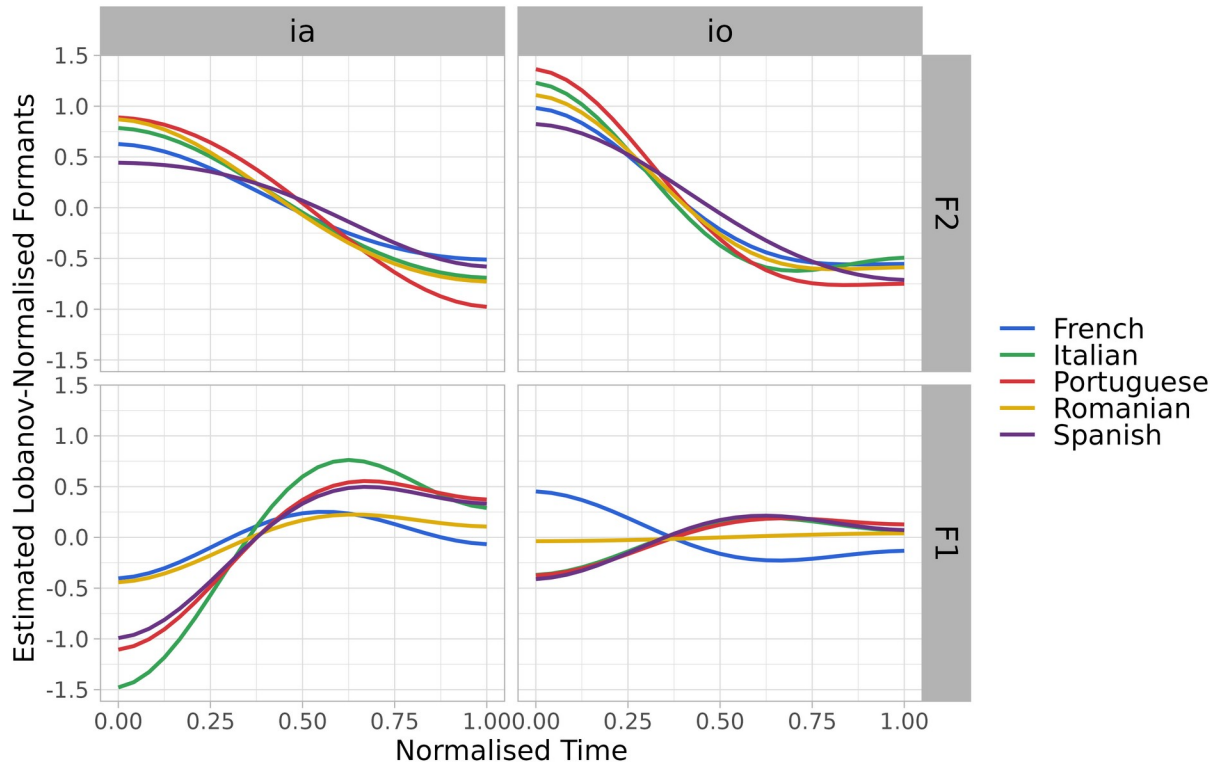 ia
io
Estimated Lobanov-Normalised Formants
1.5
1.0
0.5
0.0
-0.5
-1.0
-1.5
F2
1.5
1.0
0.5
0.0
-0.5
-1.0
-1.5
F1
0.00 0.25 0.50 0.75 1.00
0.00 0.25 0.50 0.75 1.00
Normalised Time
French
Italian
Portuguese
Romanian
Spanish